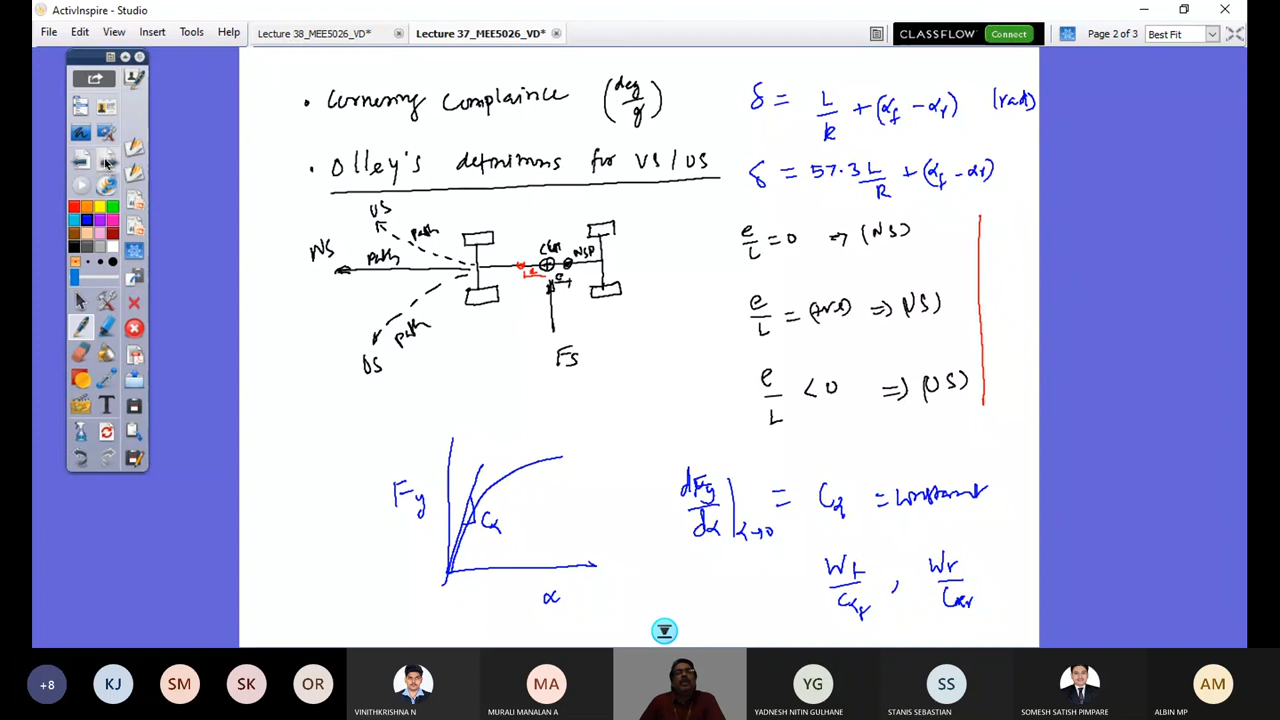 ActivInspire - Studio
File Edit View Insert Tools Help
Lecture 38_MEE5026_VD* Lecture 37_MEE5026_VD*
CLASSFLOW Connect
Page 2 of 3 Best Fit
• Cornering Complaince (deg/g)
• Olley's definitions for US/OS
δ = L/R + (αf - αr) (rad)
δ = 57.3 L/R + (αf - αr)
US
path
NS
path
path
OS
CGM
NSP
e
e
Fs
e/L = 0 ⇒ (NS)
e/L = (+ve) ⇒ (US)
e/L < 0 ⇒ (OS)
Fy
Cα
α
dFy/dα |α→0 = Cα = constant
Wf/Cαf , Wr/Cαr
+8 KJ SM SK OR MA YG SS AM
VINITHKRISHNA N MURALI MANALAN A YADNESH NITIN GULHANE STANIS SEBASTIAN SOMESH SATISH PIMPARE ALBIN MP